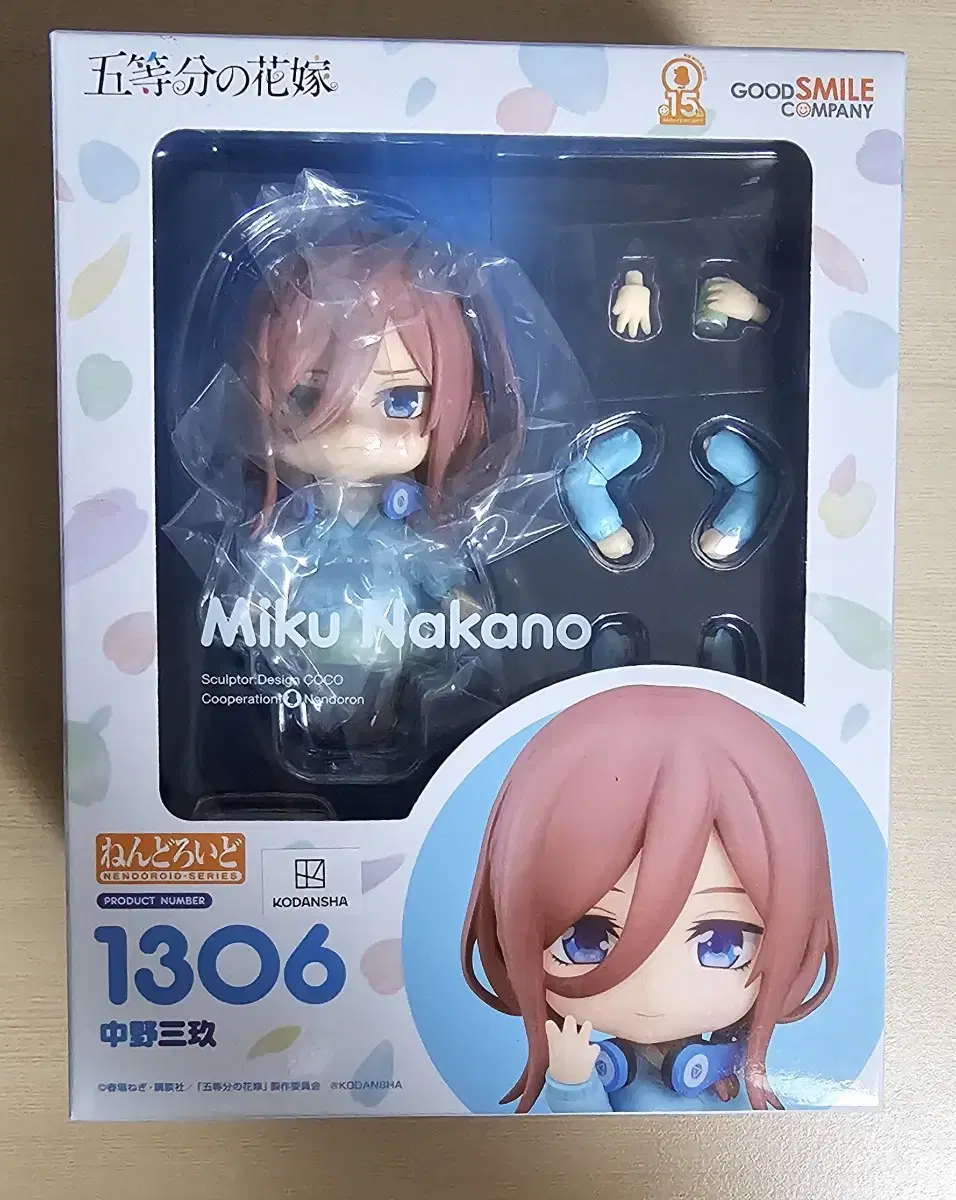 五等分の花嫁
15
GOOD SMILE
COMPANY
Miku Nakano
Sculptor:Design COCO
Cooperation: Nendoron
ねんどろいど
NENDOROID-SERIES
PRODUCT NUMBER
KODANSHA
1306
中野三玖
©春場ねぎ・講談社/「五等分の花嫁」製作委員会 ®KODANSHA